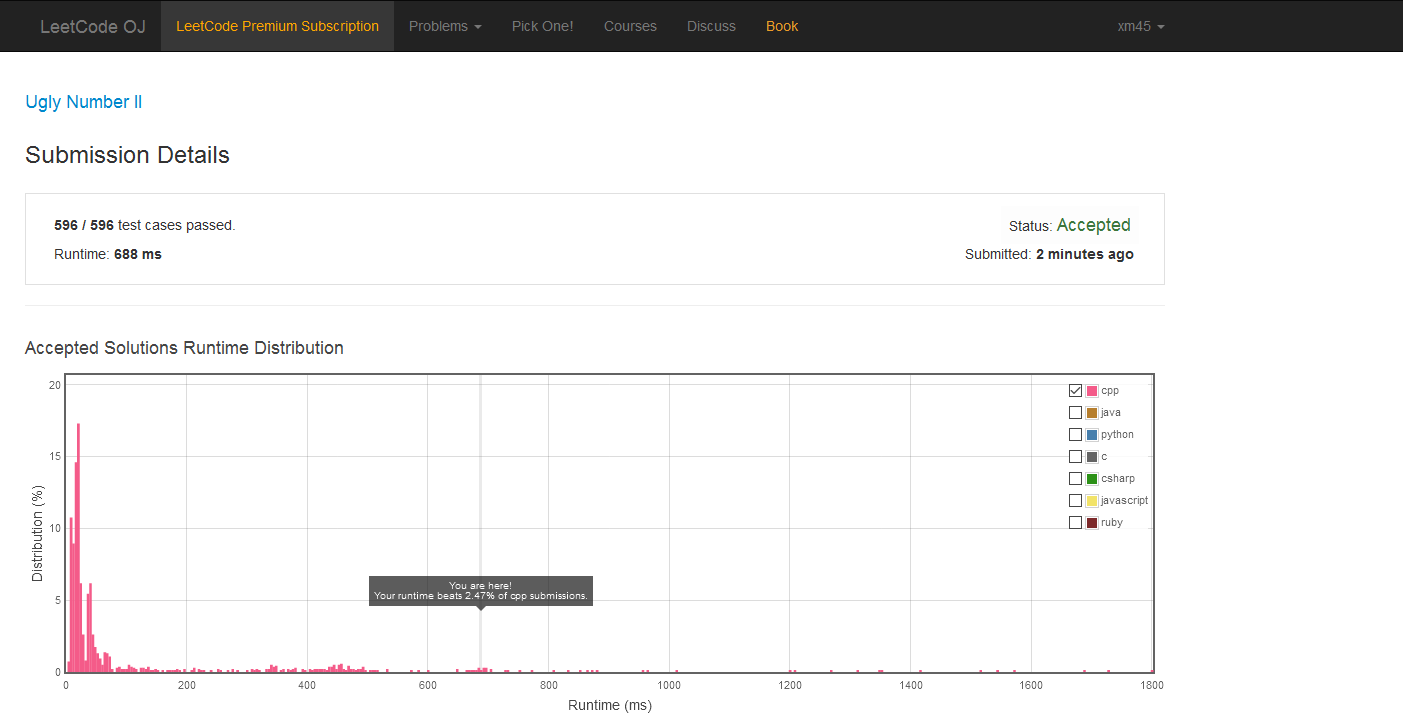 LeetCode OJ LeetCode Premium Subscription Problems Pick One! Courses Discuss Book xm45
Ugly Number II
Submission Details
596 / 596 test cases passed. Status: Accepted
Runtime: 688 ms Submitted: 2 minutes ago
Accepted Solutions Runtime Distribution
20
15
10
5
0
Distribution (%)
cpp
java
python
c
csharp
javascript
ruby
You are here!
Your runtime beats 2.47% of cpp submissions.
0 200 400 600 800 1000 1200 1400 1600 1800
Runtime (ms)